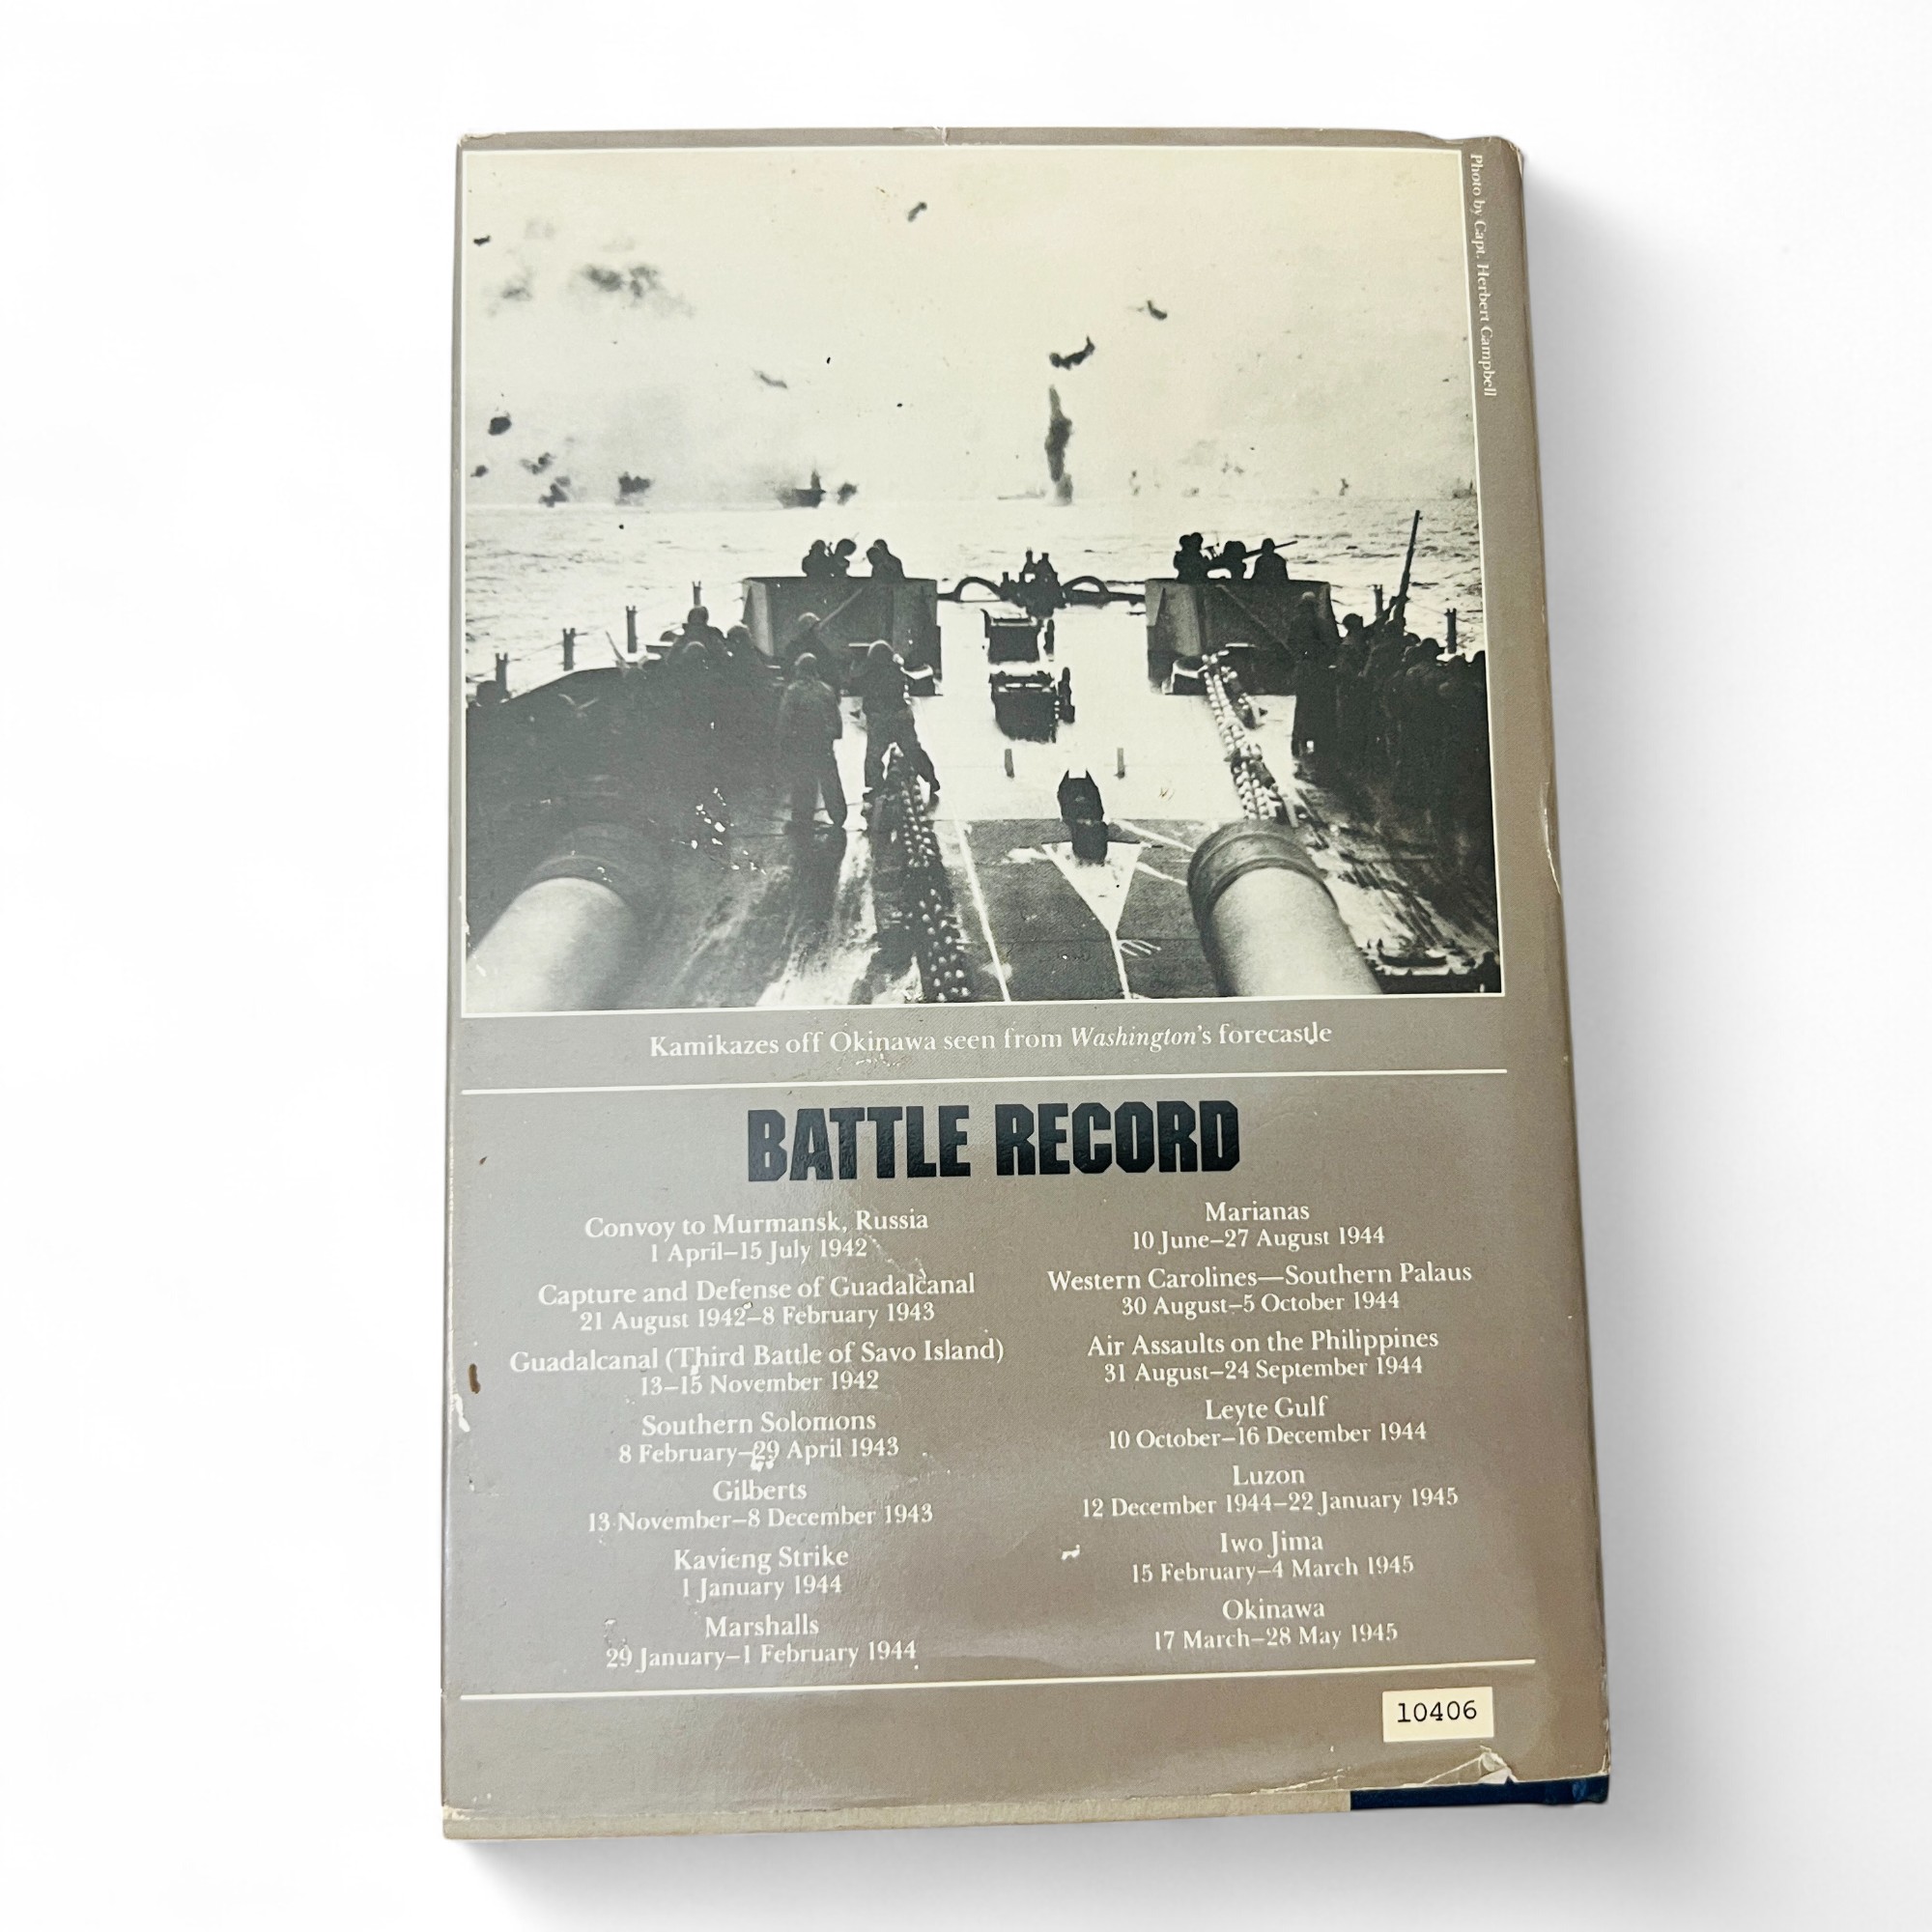 Photo by Capt. Herbert Campbell
Kamikazes off Okinawa seen from Washington's forecastle
BATTLE RECORD
Convoy to Murmansk, Russia
1 April–15 July 1942
Capture and Defense of Guadalcanal
21 August 1942–8 February 1943
Guadalcanal (Third Battle of Savo Island)
13–15 November 1942
Southern Solomons
8 February–29 April 1943
Gilberts
13 November–8 December 1943
Kavieng Strike
1 January 1944
Marshalls
29 January–1 February 1944
Marianas
10 June–27 August 1944
Western Carolines—Southern Palaus
30 August–5 October 1944
Air Assaults on the Philippines
31 August–24 September 1944
Leyte Gulf
10 October–16 December 1944
Luzon
12 December 1944–22 January 1945
Iwo Jima
15 February–4 March 1945
Okinawa
17 March–28 May 1945
10406